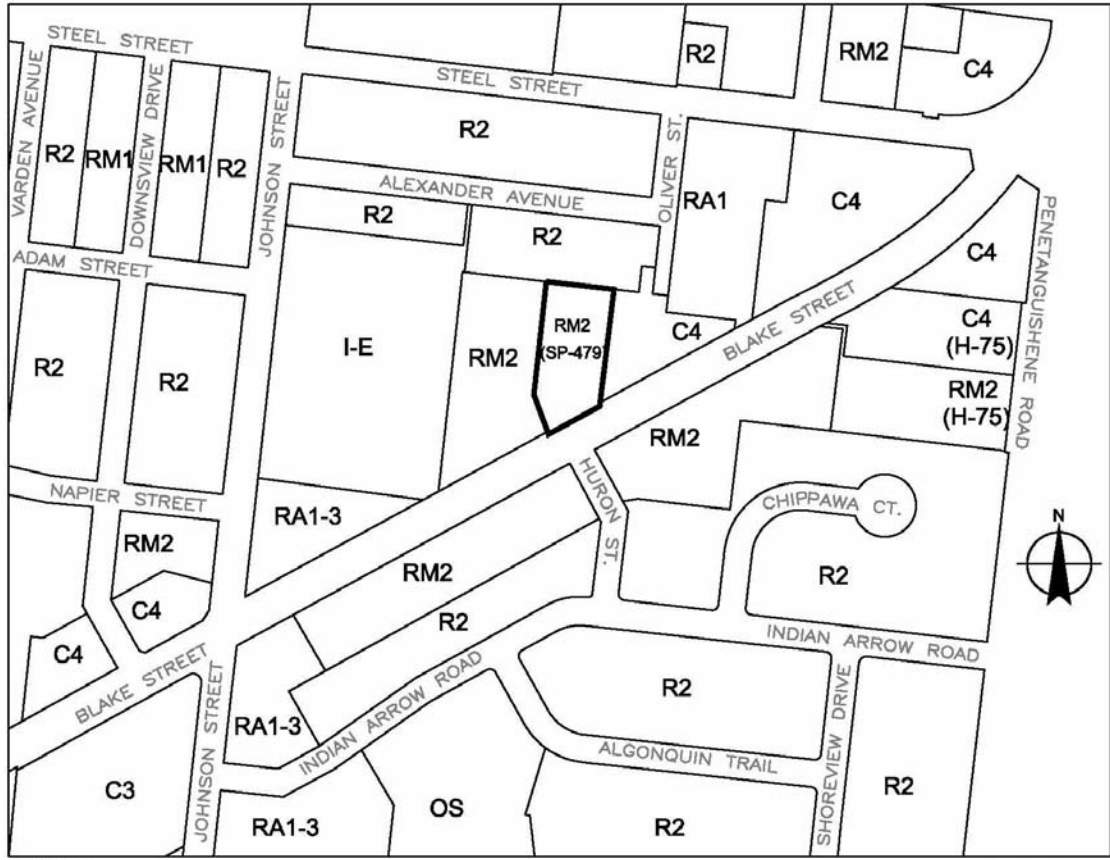 STEEL STREET
VARDEN AVENUE
R2
RM1
DOWNSVIEW DRIVE
RM1
R2
JOHNSON STREET
STEEL STREET
R2
RM2
C4
R2
ALEXANDER AVENUE
OLIVER ST.
RA1
C4
PENETANGUISHENE ROAD
R2
R2
C4
ADAM STREET
R2
R2
I-E
RM2
RM2
(SP-479)
C4
BLAKE STREET
C4
(H-75)
RM2
(H-75)
RM2
NAPIER STREET
RA1-3
HURON ST.
CHIPPAWA CT.
N
RM2
RM2
R2
C4
R2
C4
INDIAN ARROW ROAD
BLAKE STREET
JOHNSON STREET
RA1-3
INDIAN ARROW ROAD
R2
SHOREVIEW DRIVE
ALGONQUIN TRAIL
C3
RA1-3
OS
R2
R2